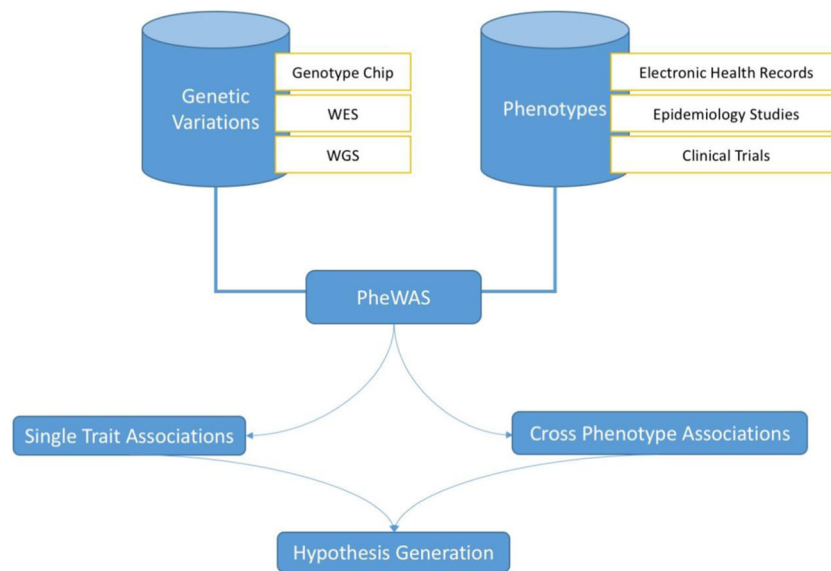 Genetic
Variations
Genotype Chip
WES
WGS
Phenotypes
Electronic Health Records
Epidemiology Studies
Clinical Trials
PheWAS
Single Trait Associations
Cross Phenotype Associations
Hypothesis Generation